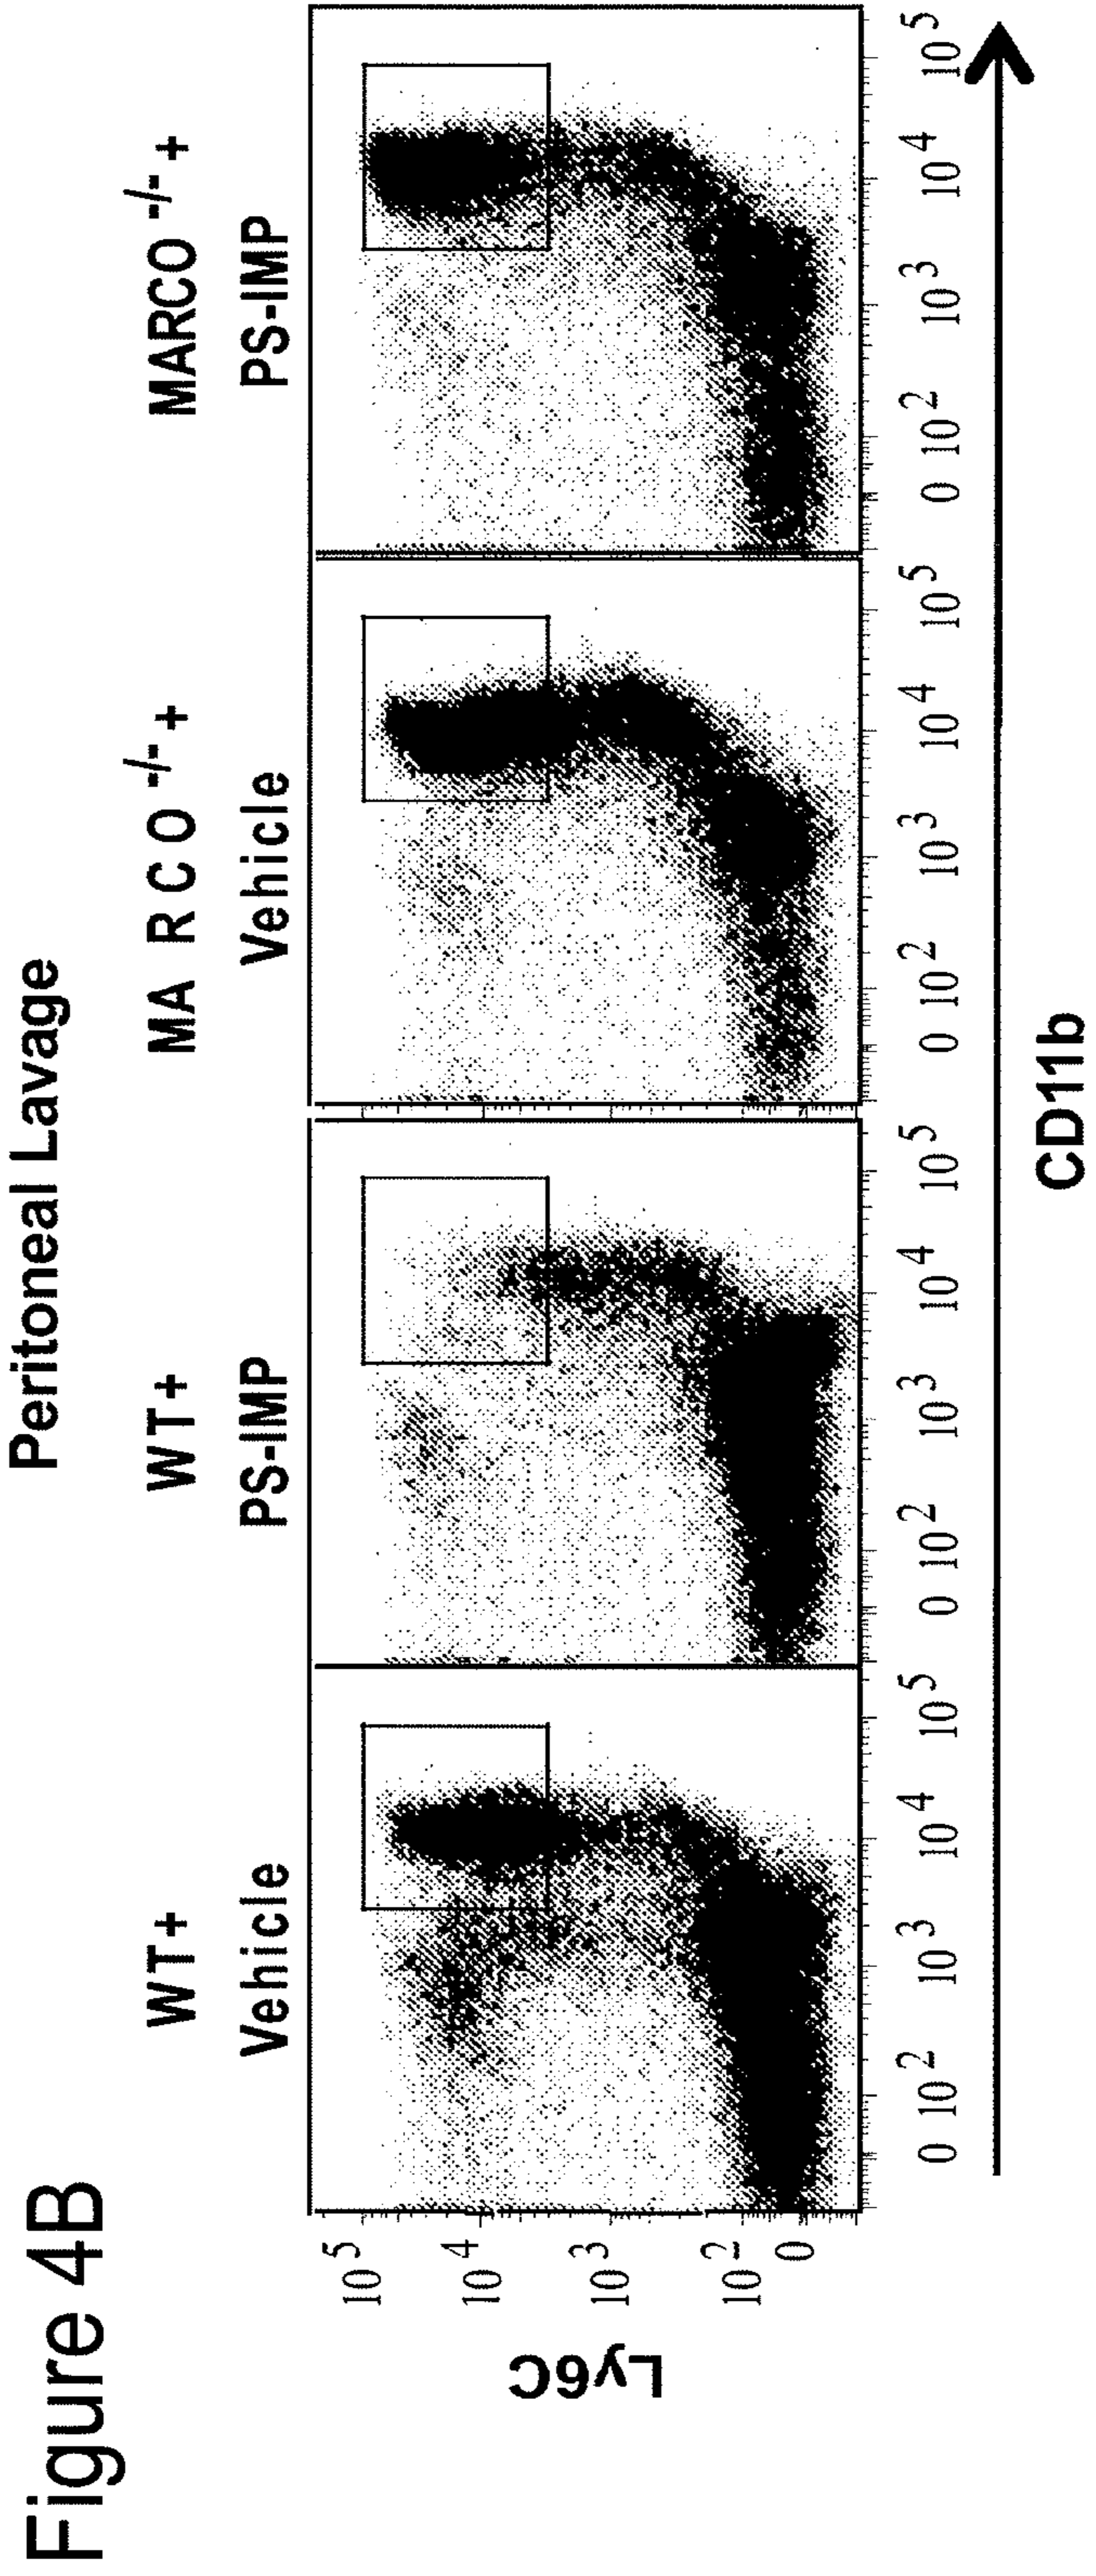 Figure 4B
Peritoneal Lavage
WT+
Vehicle
WT+
PS-IMP
MARCO -/- +
Vehicle
MARCO -/- +
PS-IMP
Ly6C
10^5
10^4
10^3
10^2
0
0 10^2 10^3 10^4 10^5
0 10^2 10^3 10^4 10^5
0 10^2 10^3 10^4 10^5
0 10^2 10^3 10^4 10^5
CD11b